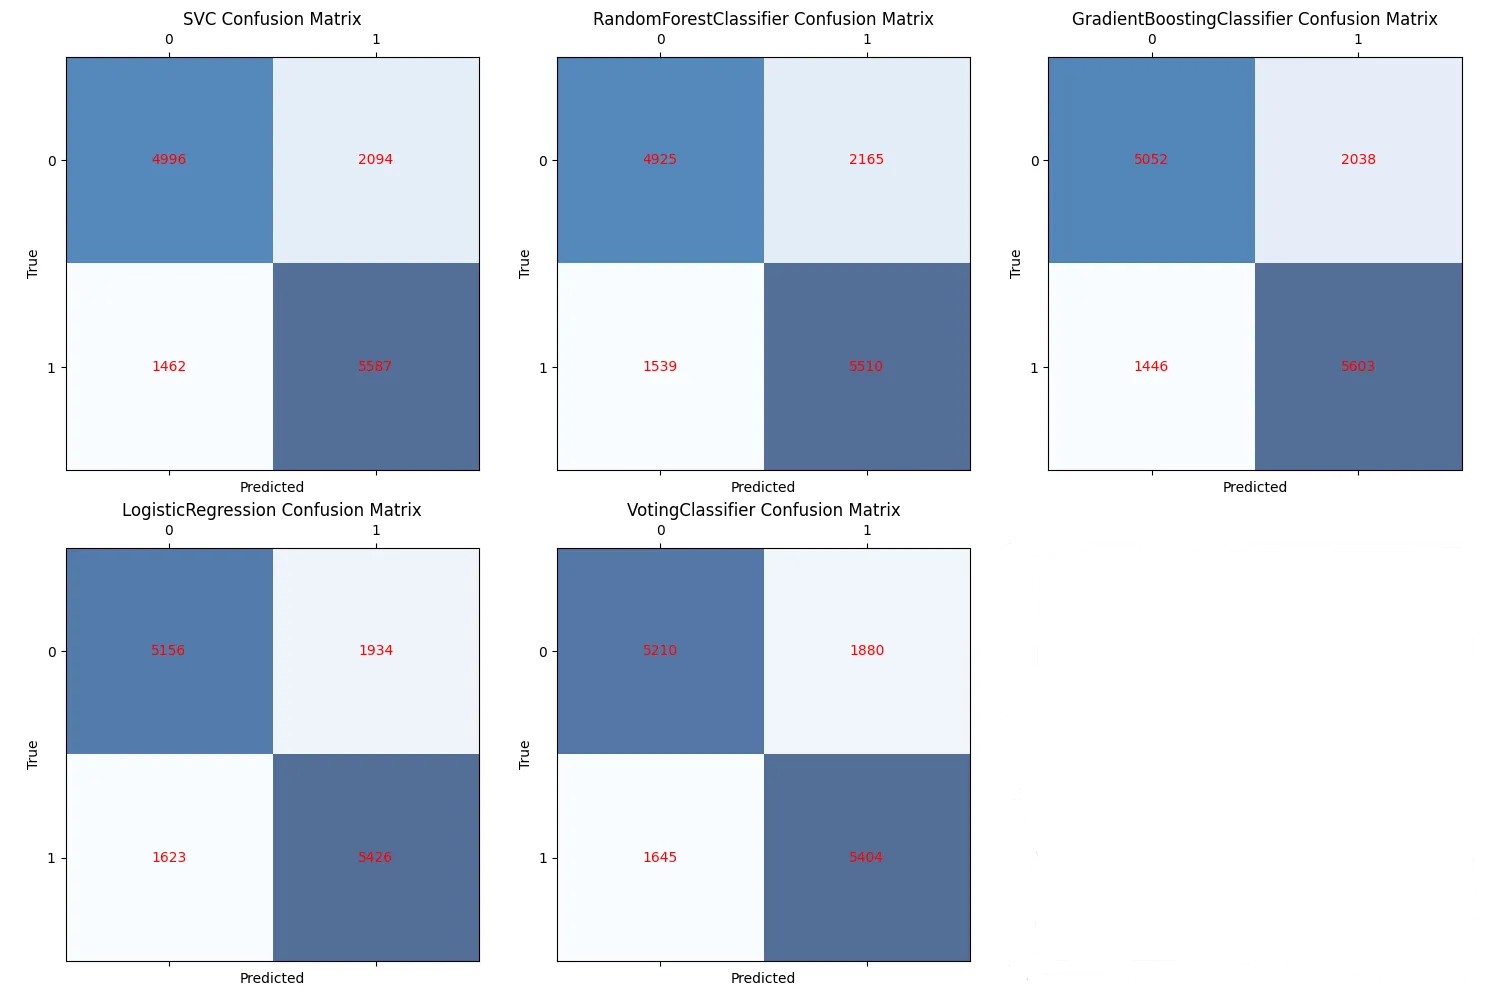 SVC Confusion Matrix
0 1
0 4996 2094
True
1 1462 5587
Predicted
RandomForestClassifier Confusion Matrix
0 1
0 4925 2165
True
1 1539 5510
Predicted
GradientBoostingClassifier Confusion Matrix
0 1
0 5052 2038
True
1 1446 5603
Predicted
LogisticRegression Confusion Matrix
0 1
0 5156 1934
True
1 1623 5426
Predicted
VotingClassifier Confusion Matrix
0 1
0 5210 1880
True
1 1645 5404
Predicted